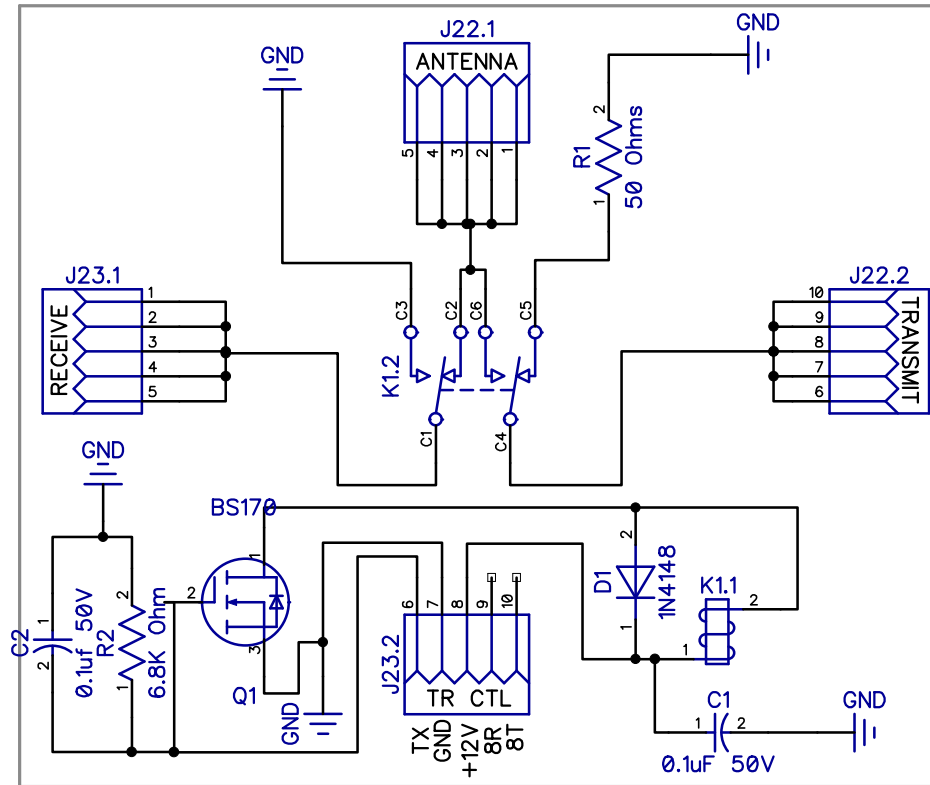 J22.1
ANTENNA
5 4 3 2 1
GND
GND
2
R1
50 Ohms
1
J23.1
RECEIVE
1
2
3
4
5
C3 C2 C6 C5
K1.2
C1 C4
J22.2
TRANSMIT
10
9
8
7
6
GND
C2
1
2
0.1uf 50V
R2
2
1
6.8K Ohm
BS170
1
2
3
Q1
GND
6 7 8 9 10
J23.2
TR CTL
TX
GND
+12V
8R
8T
D1
2
1
1N4148
K1.1
2
1
C1
1 2
0.1uF 50V
GND